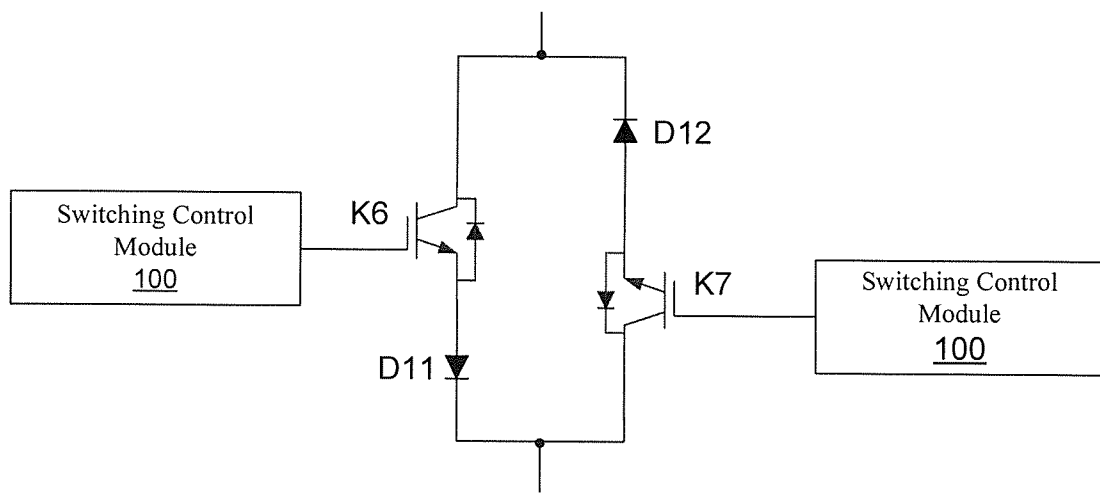 D12
Switching Control
Module
100
K6
K7
Switching Control
Module
100
D11